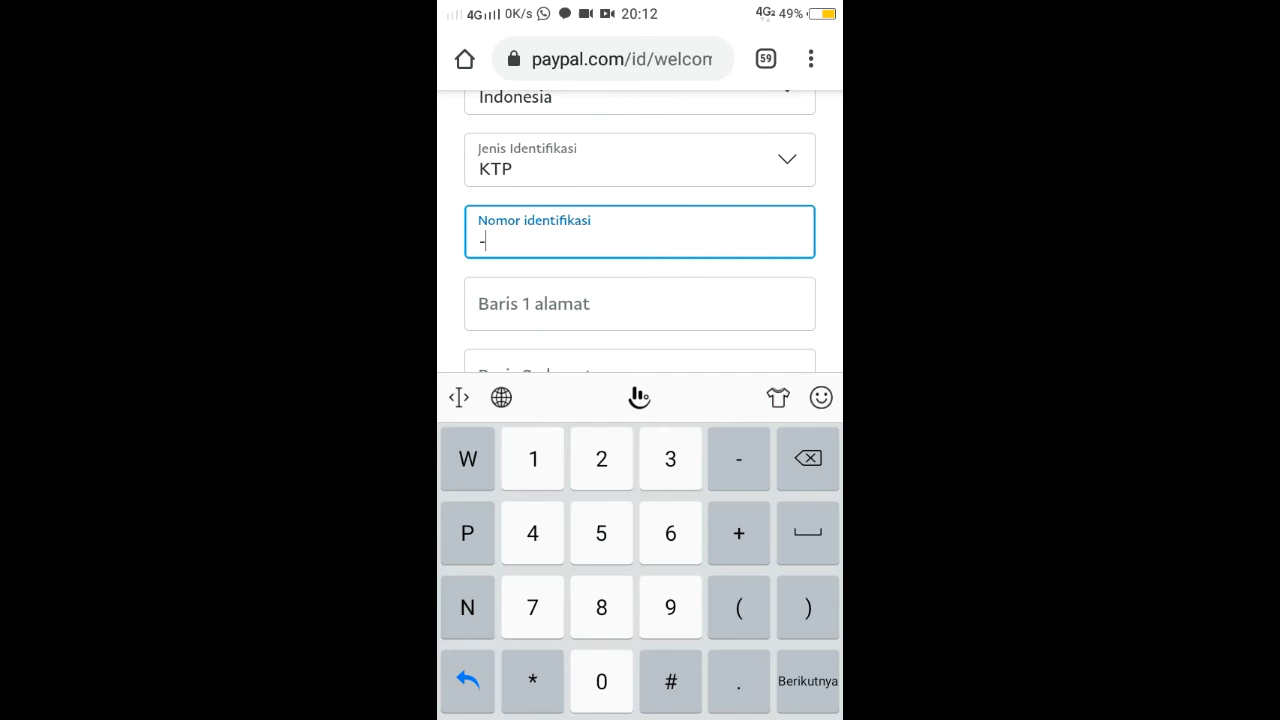 4G 0K/s 20:12 4G2 49%
paypal.com/id/welcom 59
Indonesia
Jenis Identifikasi
KTP
Nomor identifikasi
-
Baris 1 alamat
W 1 2 3 -
P 4 5 6 +
N 7 8 9 ( )
* 0 # . Berikutnya